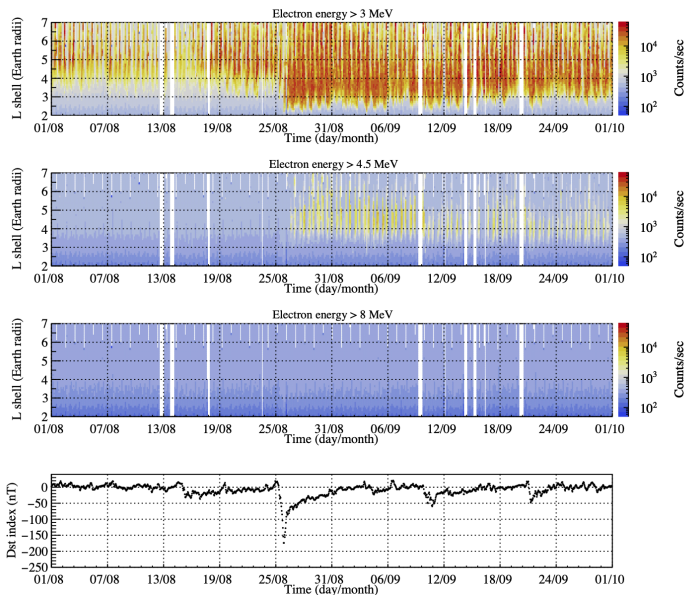 Electron energy > 3 MeV
L shell (Earth radii)
7
6
5
4
3
2
01/08 07/08 13/08 19/08 25/08 31/08 06/09 12/09 18/09 24/09 01/10
Time (day/month)
10⁴
10³
10²
Counts/sec
Electron energy > 4.5 MeV
L shell (Earth radii)
7
6
5
4
3
2
01/08 07/08 13/08 19/08 25/08 31/08 06/09 12/09 18/09 24/09 01/10
Time (day/month)
10⁴
10³
10²
Counts/sec
Electron energy > 8 MeV
L shell (Earth radii)
7
6
5
4
3
2
01/08 07/08 13/08 19/08 25/08 31/08 06/09 12/09 18/09 24/09 01/10
Time (day/month)
10⁴
10³
10²
Counts/sec
Dst index (nT)
0
−50
−100
−150
−200
−250
01/08 07/08 13/08 19/08 25/08 31/08 06/09 12/09 18/09 24/09 01/10
Time (day/month)